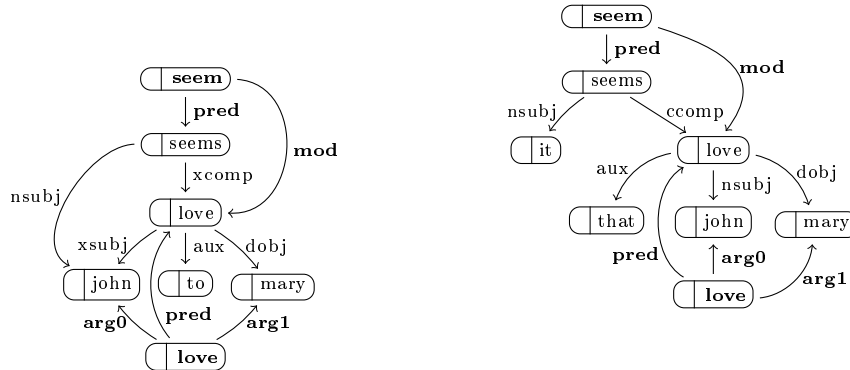 seem
pred
seems
mod
nsubj
xcomp
love
xsubj
aux
dobj
john
to
mary
pred
arg0
arg1
love
seem
pred
mod
seems
nsubj
ccomp
it
love
aux
nsubj
dobj
that
john
mary
pred
arg0
arg1
love